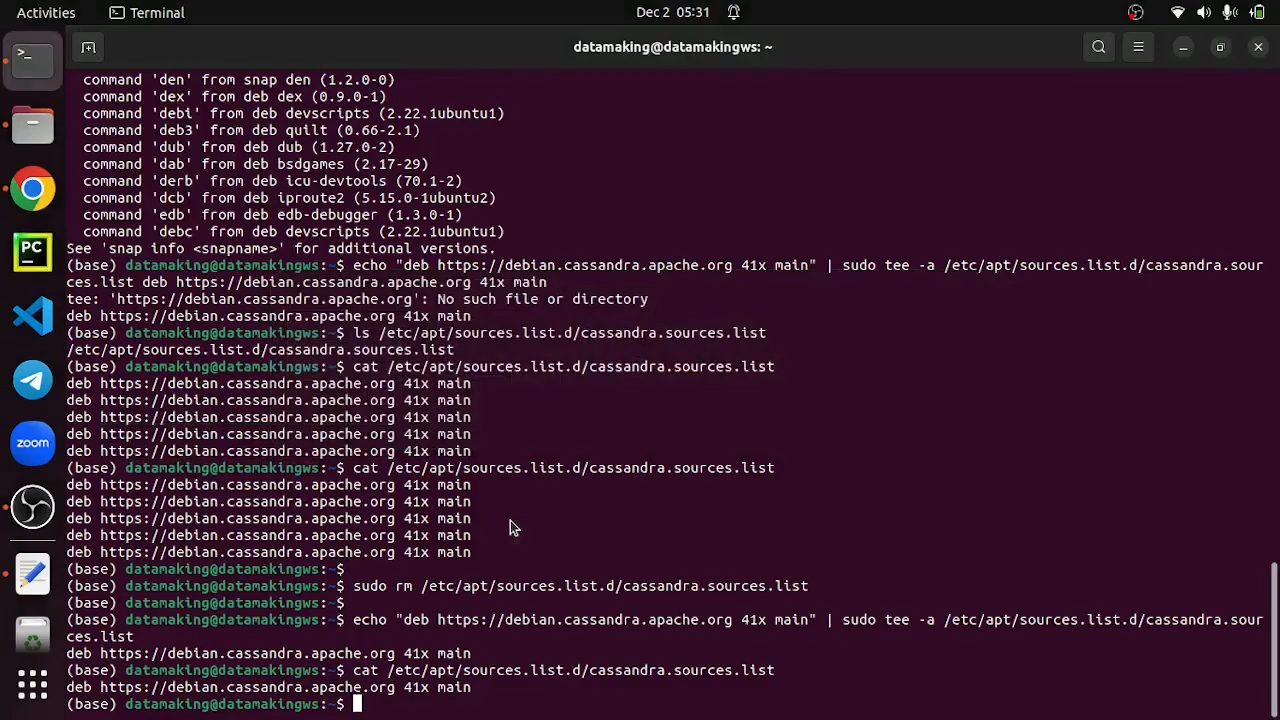 Activities Terminal Dec 2 05:31
datamaking@datamakingws: ~
command 'den' from snap den (1.2.0-0)
command 'dex' from deb dex (0.9.0-1)
command 'debi' from deb devscripts (2.22.1ubuntu1)
command 'deb3' from deb quilt (0.66-2.1)
command 'dub' from deb dub (1.27.0-2)
command 'dab' from deb bsdgames (2.17-29)
command 'derb' from deb icu-devtools (70.1-2)
command 'dcb' from deb iproute2 (5.15.0-1ubuntu2)
command 'edb' from deb edb-debugger (1.3.0-1)
command 'debc' from deb devscripts (2.22.1ubuntu1)
See 'snap info <snapname>' for additional versions.
(base) datamaking@datamakingws:~$ echo "deb https://debian.cassandra.apache.org 41x main" | sudo tee -a /etc/apt/sources.list.d/cassandra.sour
ces.list deb https://debian.cassandra.apache.org 41x main
tee: 'https://debian.cassandra.apache.org': No such file or directory
deb https://debian.cassandra.apache.org 41x main
(base) datamaking@datamakingws:~$ ls /etc/apt/sources.list.d/cassandra.sources.list
/etc/apt/sources.list.d/cassandra.sources.list
(base) datamaking@datamakingws:~$ cat /etc/apt/sources.list.d/cassandra.sources.list
deb https://debian.cassandra.apache.org 41x main
deb https://debian.cassandra.apache.org 41x main
deb https://debian.cassandra.apache.org 41x main
deb https://debian.cassandra.apache.org 41x main
deb https://debian.cassandra.apache.org 41x main
(base) datamaking@datamakingws:~$ cat /etc/apt/sources.list.d/cassandra.sources.list
deb https://debian.cassandra.apache.org 41x main
deb https://debian.cassandra.apache.org 41x main
deb https://debian.cassandra.apache.org 41x main
deb https://debian.cassandra.apache.org 41x main
deb https://debian.cassandra.apache.org 41x main
(base) datamaking@datamakingws:~$
(base) datamaking@datamakingws:~$ sudo rm /etc/apt/sources.list.d/cassandra.sources.list
(base) datamaking@datamakingws:~$
(base) datamaking@datamakingws:~$ echo "deb https://debian.cassandra.apache.org 41x main" | sudo tee -a /etc/apt/sources.list.d/cassandra.sour
ces.list
deb https://debian.cassandra.apache.org 41x main
(base) datamaking@datamakingws:~$ cat /etc/apt/sources.list.d/cassandra.sources.list
deb https://debian.cassandra.apache.org 41x main
(base) datamaking@datamakingws:~$
PC
zoom